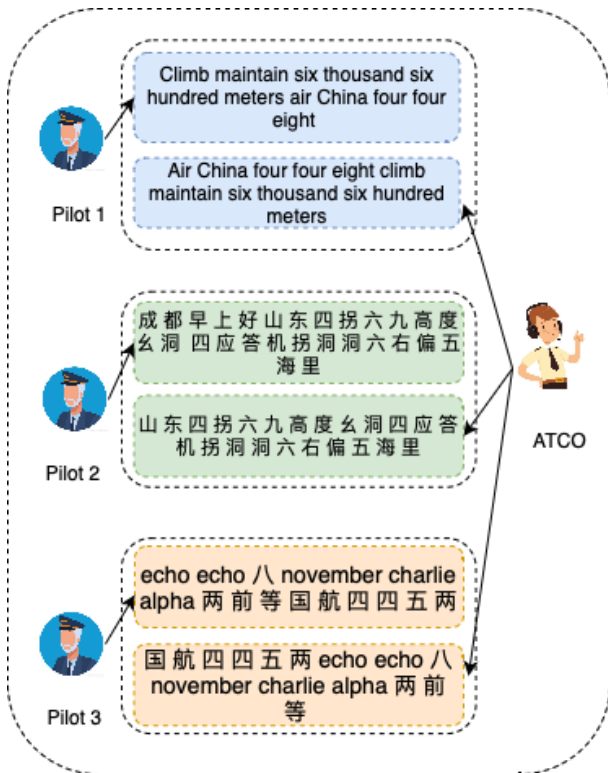 Climb maintain six thousand six
hundred meters air China four four
eight
Air China four four eight climb
maintain six thousand six hundred
meters
Pilot 1
成都早上好山东四拐六九高度
幺洞 四应答机拐洞洞六右偏五
海里
山东四拐六九高度幺洞四应答
机拐洞洞六右偏五海里
Pilot 2
ATCO
echo echo 八 november charlie
alpha 两前等国航四四五两
国航四四五两 echo echo 八
november charlie alpha 两前
等
Pilot 3